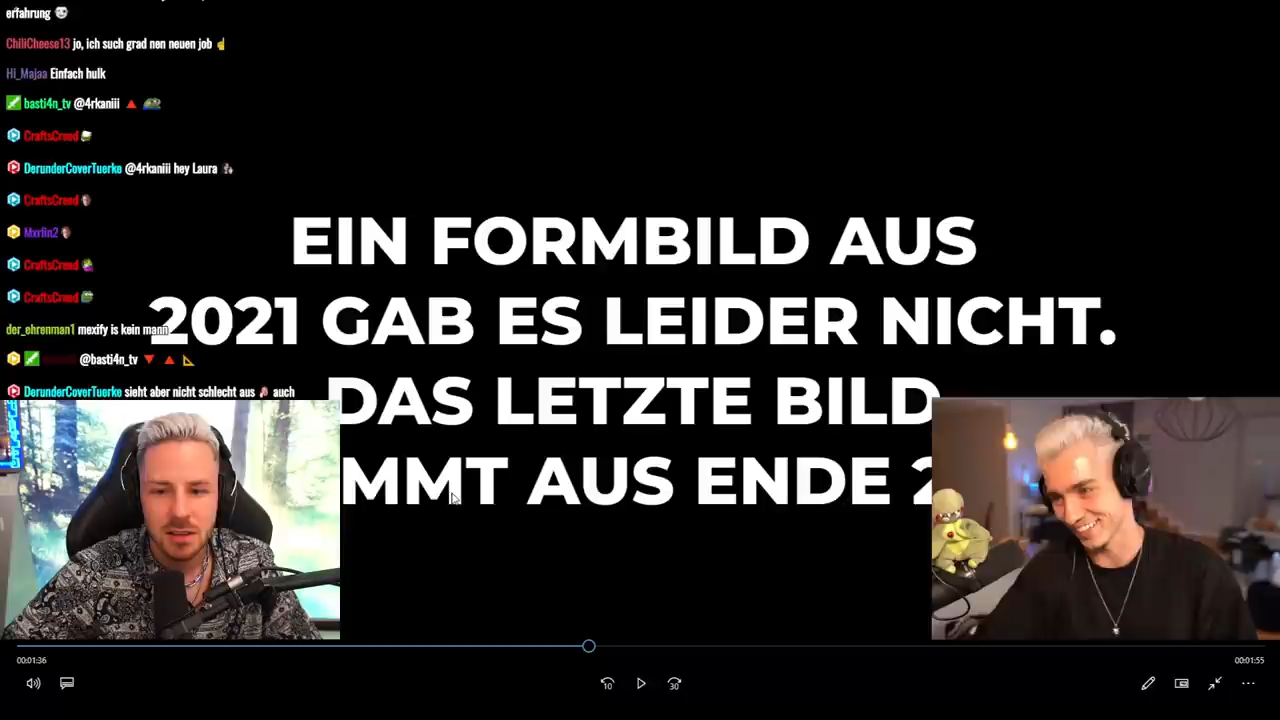 erfahrung
ChiliCheese13 jo, ich such grad nen neuen job
Hi_Majaa Einfach hulk
basti4n_tv @4rkaniii
CraftsCreed
DerunderCoverTuerke @4rkaniii hey Laura
CraftsCreed
Mxrlin2
CraftsCreed
CraftsCreed
der_ehrenman1 mexify is kein mann
@basti4n_tv
DerunderCoverTuerke sieht aber nicht schlecht aus auch
EIN FORMBILD AUS
2021 GAB ES LEIDER NICHT.
DAS LETZTE BILD
MMT AUS ENDE 2
00:01:36
00:01:55
10
30